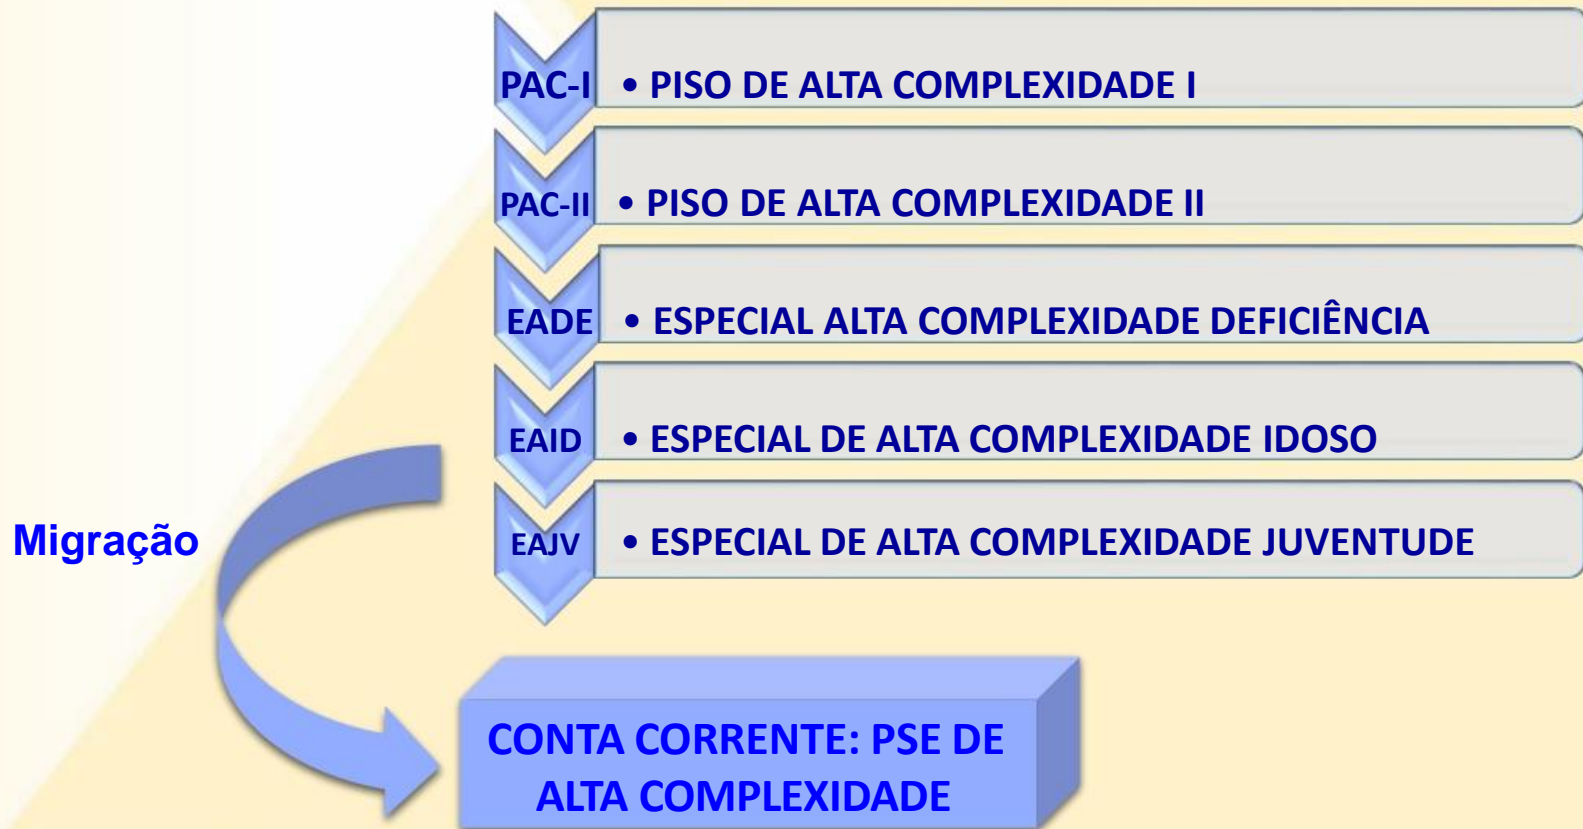 PAC-I • PISO DE ALTA COMPLEXIDADE I
PAC-II • PISO DE ALTA COMPLEXIDADE II
EADE • ESPECIAL ALTA COMPLEXIDADE DEFICIÊNCIA
EAID • ESPECIAL DE ALTA COMPLEXIDADE IDOSO
EAJV • ESPECIAL DE ALTA COMPLEXIDADE JUVENTUDE
Migração
CONTA CORRENTE: PSE DE
ALTA COMPLEXIDADE